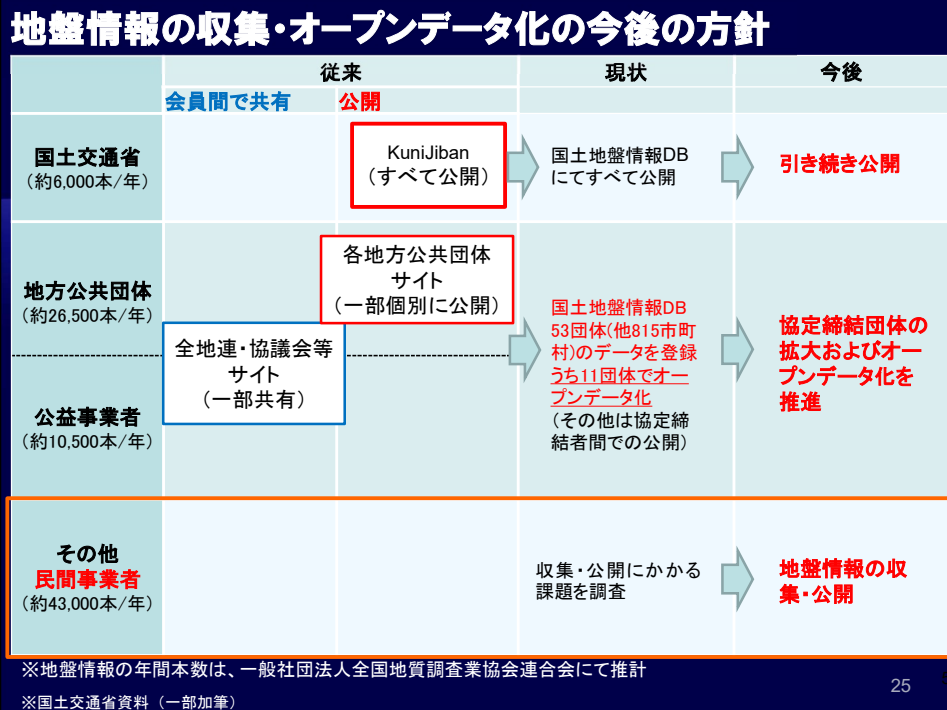 地盤情報の収集・オープンデータ化の今後の方針
従来
現状
今後
会員間で共有
公開
国土交通省
（約6,000本/年）
KuniJiban
（すべて公開）
国土地盤情報DB
にてすべて公開
引き続き公開
地方公共団体
（約26,500本/年）
各地方公共団体
サイト
（一部個別に公開）
全地連・協議会等
サイト
（一部共有）
公益事業者
（約10,500本/年）
国土地盤情報DB
53団体(他815市町
村)のデータを登録
うち11団体でオー
プンデータ化
（その他は協定締
結者間での公開）
協定締結団体の
拡大およびオー
プンデータ化を
推進
その他
民間事業者
（約43,000本/年）
収集・公開にかかる
課題を調査
地盤情報の収
集・公開
※地盤情報の年間本数は、一般社団法人全国地質調査業協会連合会にて推計
※国土交通省資料（一部加筆）
25